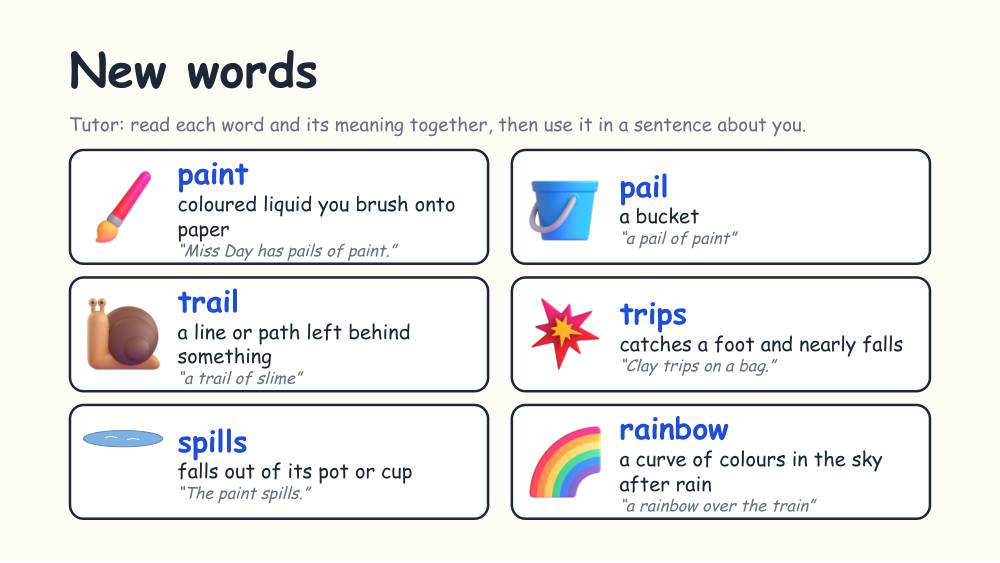 New words
Tutor: read each word and its meaning together, then use it in a sentence about you.
paint
coloured liquid you brush onto
paper
“Miss Day has pails of paint.”
pail
a bucket
“a pail of paint”
trail
a line or path left behind
something
“a trail of slime”
trips
catches a foot and nearly falls
“Clay trips on a bag.”
spills
falls out of its pot or cup
“The paint spills.”
rainbow
a curve of colours in the sky
after rain
“a rainbow over the train”